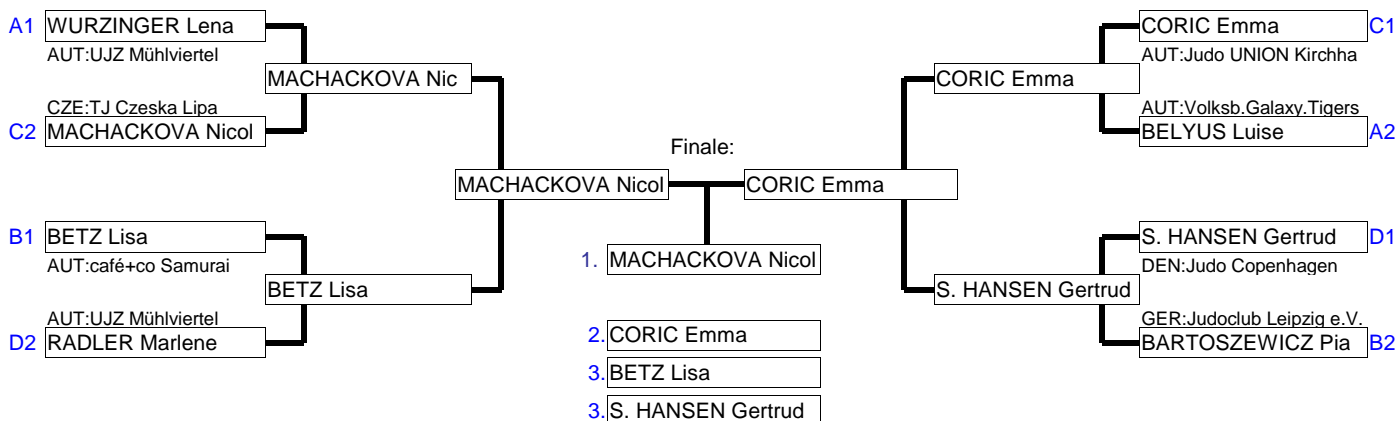 A1 WURZINGER Lena
AUT:UJZ Mühlviertel
MACHACKOVA Nic
CZE:TJ Czeska Lipa
C2 MACHACKOVA Nicol
MACHACKOVA Nicol
B1 BETZ Lisa
AUT:café+co Samurai
BETZ Lisa
AUT:UJZ Mühlviertel
D2 RADLER Marlene
Finale:
1. MACHACKOVA Nicol
2. CORIC Emma
3. BETZ Lisa
3. S. HANSEN Gertrud
CORIC Emma C1
AUT:Judo UNION Kirchha
CORIC Emma
AUT:Volksb.Galaxy.Tigers
BELYUS Luise A2
CORIC Emma
S. HANSEN Gertrud D1
DEN:Judo Copenhagen
S. HANSEN Gertrud
GER:Judoclub Leipzig e.V.
BARTOSZEWICZ Pia B2